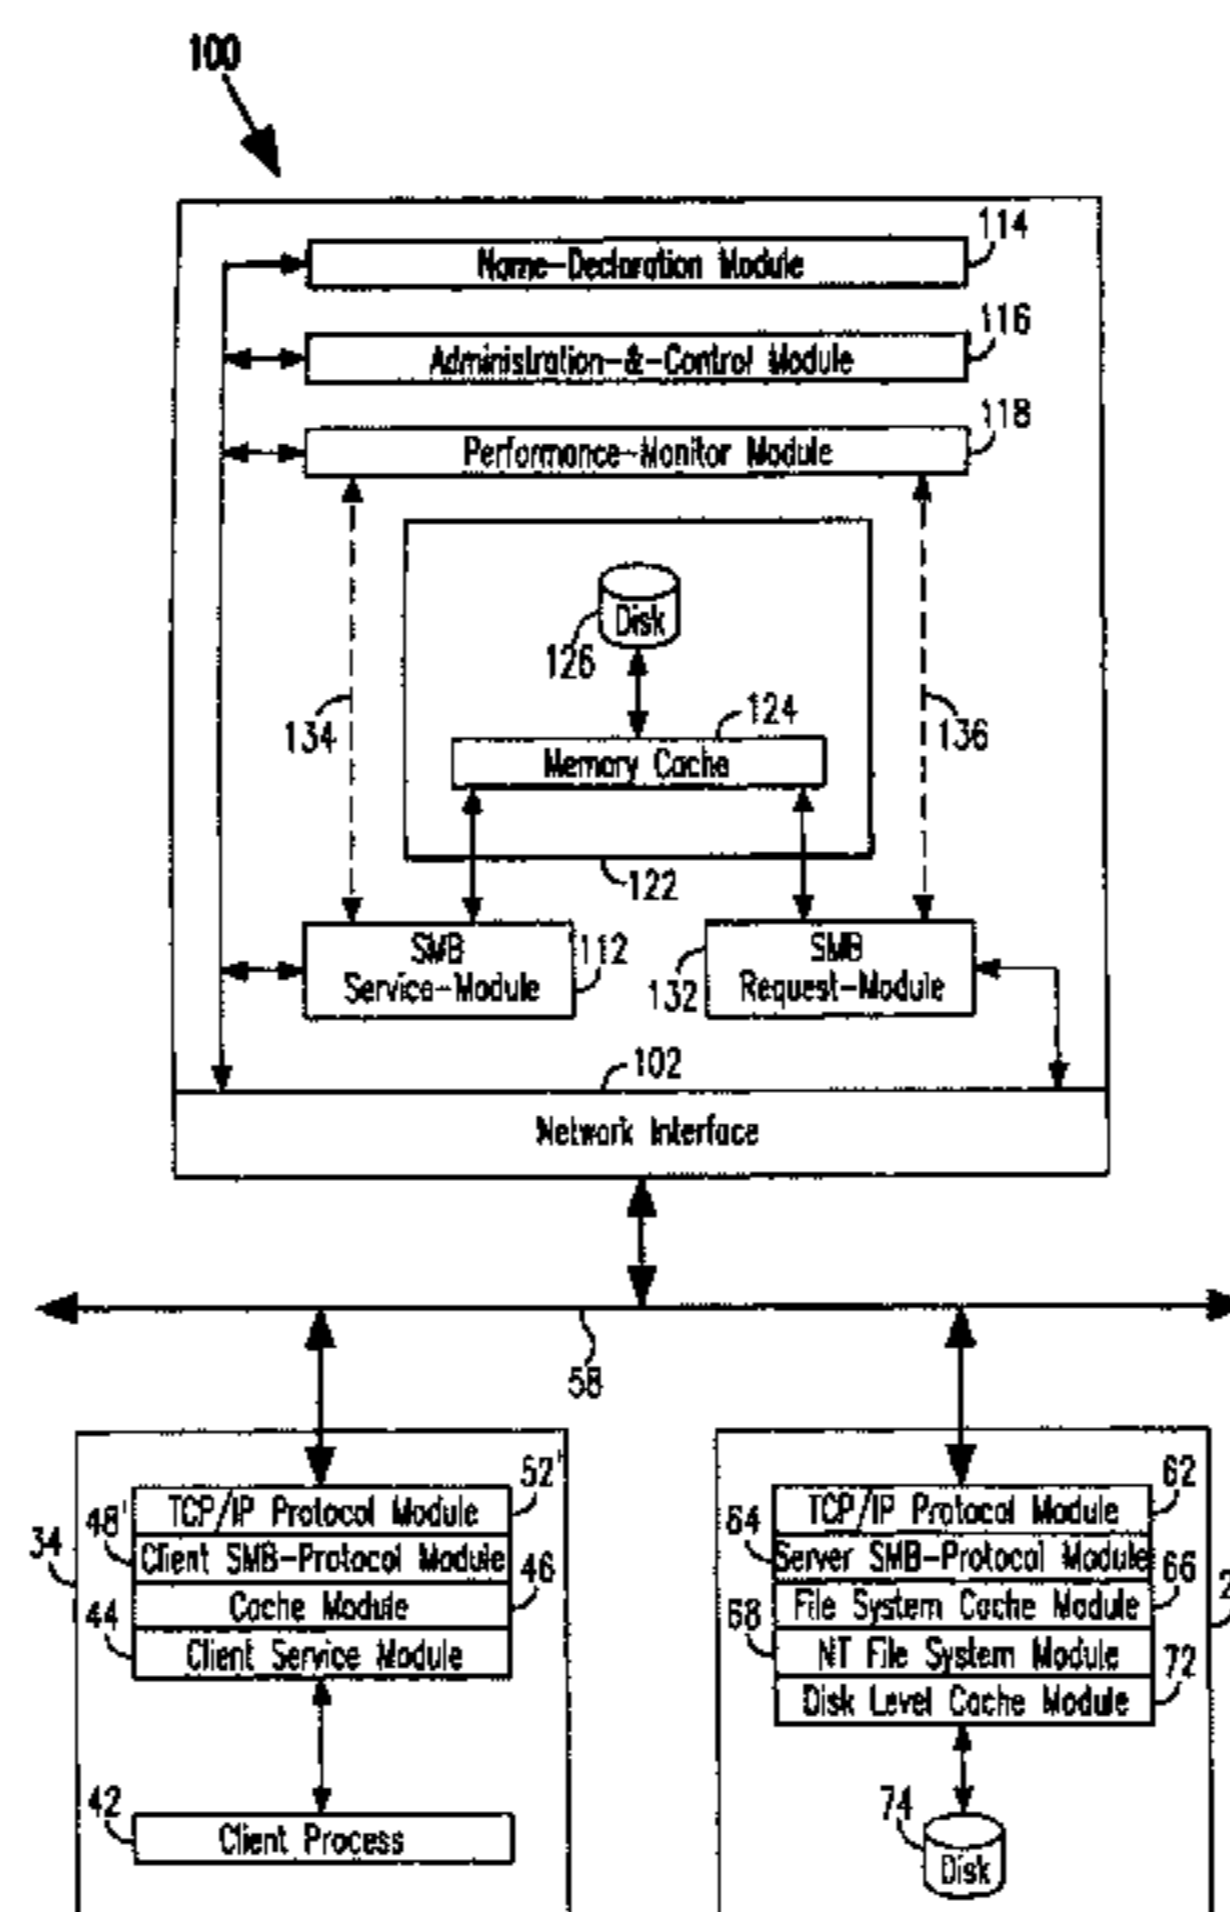 100
114
Name-Declaration Module
116
Administration-&-Control Module
118
Performance-Monitor Module
Disk
126
134
124
136
Memory Cache
122
SMB
Service-Module
112
132
SMB
Request-Module
102
Network Interface
58
52'
48'
34
TCP/IP Protocol Module
Client SMB-Protocol Module
46
Cache Module
44
Client Service Module
42
Client Process
62
TCP/IP Protocol Module
64
Server SMB-Protocol Module
66
File System Cache Module
68
NT File System Module
72
Disk Level Cache Module
74
Disk